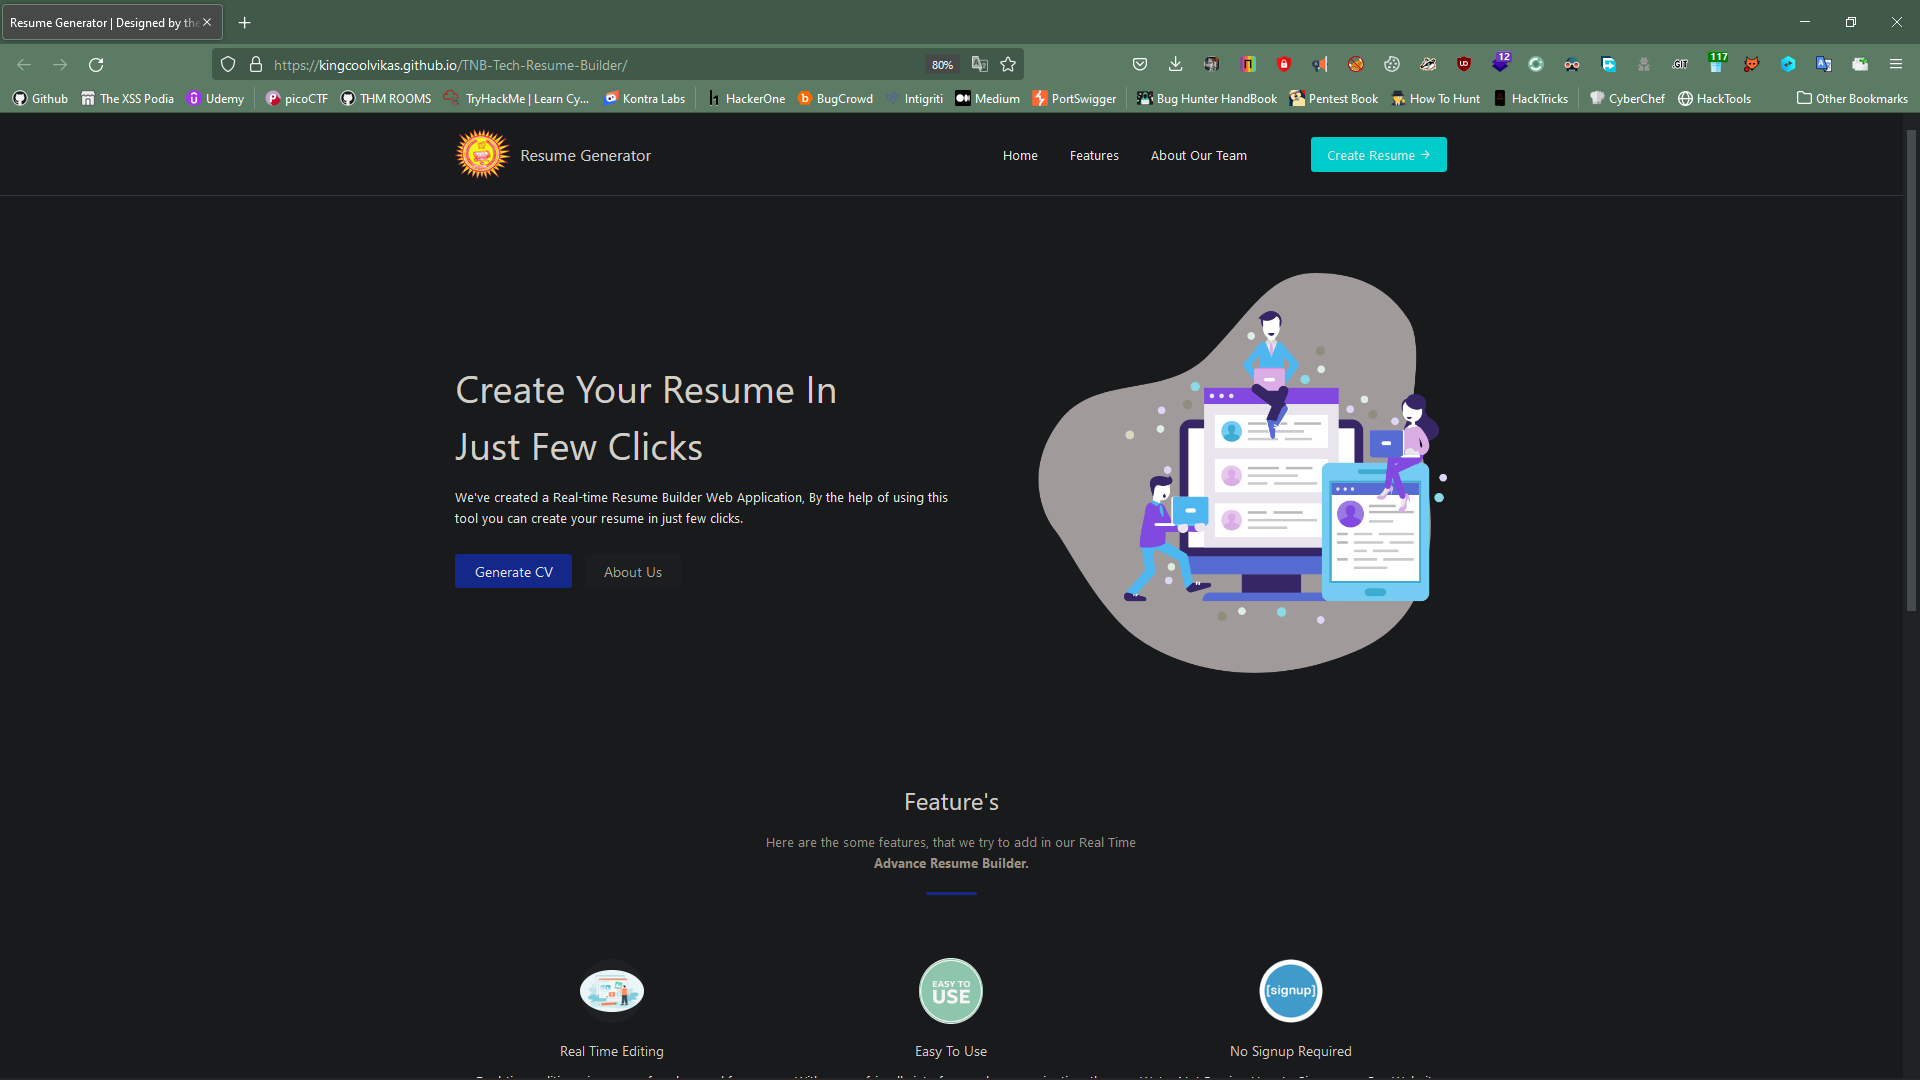 Resume Generator | Designed by the
https://kingcoolvikas.github.io/TNB-Tech-Resume-Builder/
80%
12
.GIT
117
Github
The XSS Podia
Udemy
picoCTF
THM ROOMS
TryHackMe | Learn Cy...
Kontra Labs
HackerOne
BugCrowd
Intigriti
Medium
PortSwigger
Bug Hunter HandBook
Pentest Book
How To Hunt
HackTricks
CyberChef
HackTools
Other Bookmarks
Resume Generator
Home
Features
About Our Team
Create Resume →
Create Your Resume In
Just Few Clicks
We've created a Real-time Resume Builder Web Application, By the help of using this
tool you can create your resume in just few clicks.
Generate CV
About Us
Feature's
Here are the some features, that we try to add in our Real Time
Advance Resume Builder.
EASY TO
USE
[signup]
Real Time Editing
Easy To Use
No Signup Required